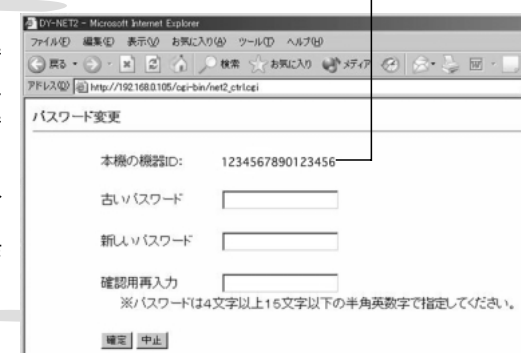 DY-NET2 - Microsoft Internet Explorer
ファイル(F) 編集(E) 表示(V) お気に入り(A) ツール(T) ヘルプ(H)
戻る 検索 お気に入り メディア
アドレス(D) http://192.168.0.105/cgi-bin/net2_ctrl.cgi
パスワード変更
本機の機器ID: 1234567890123456
古いパスワード
新しいパスワード
確認用再入力
※パスワードは4文字以上15文字以下の半角英数字で指定してください。
確定 中止